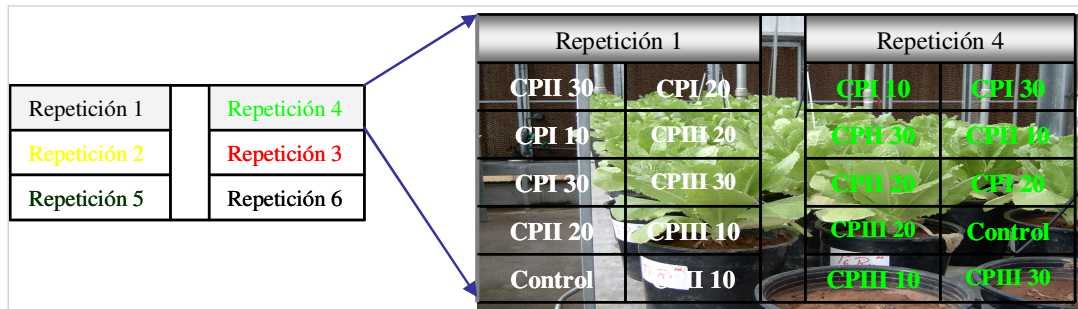 Repetición 1 Repetición 4
Repetición 2 Repetición 3
Repetición 5 Repetición 6
Repetición 1 Repetición 4
CPII 30 CPI 20 CPI 10 CPI 30
CPI 10 CPIII 20 CPII 30 CPII 10
CPI 30 CPIII 30 CPII 20 CPI 20
CPII 20 CPIII 10 CPIII 20 Control
Control CPII 10 CPIII 10 CPIII 30